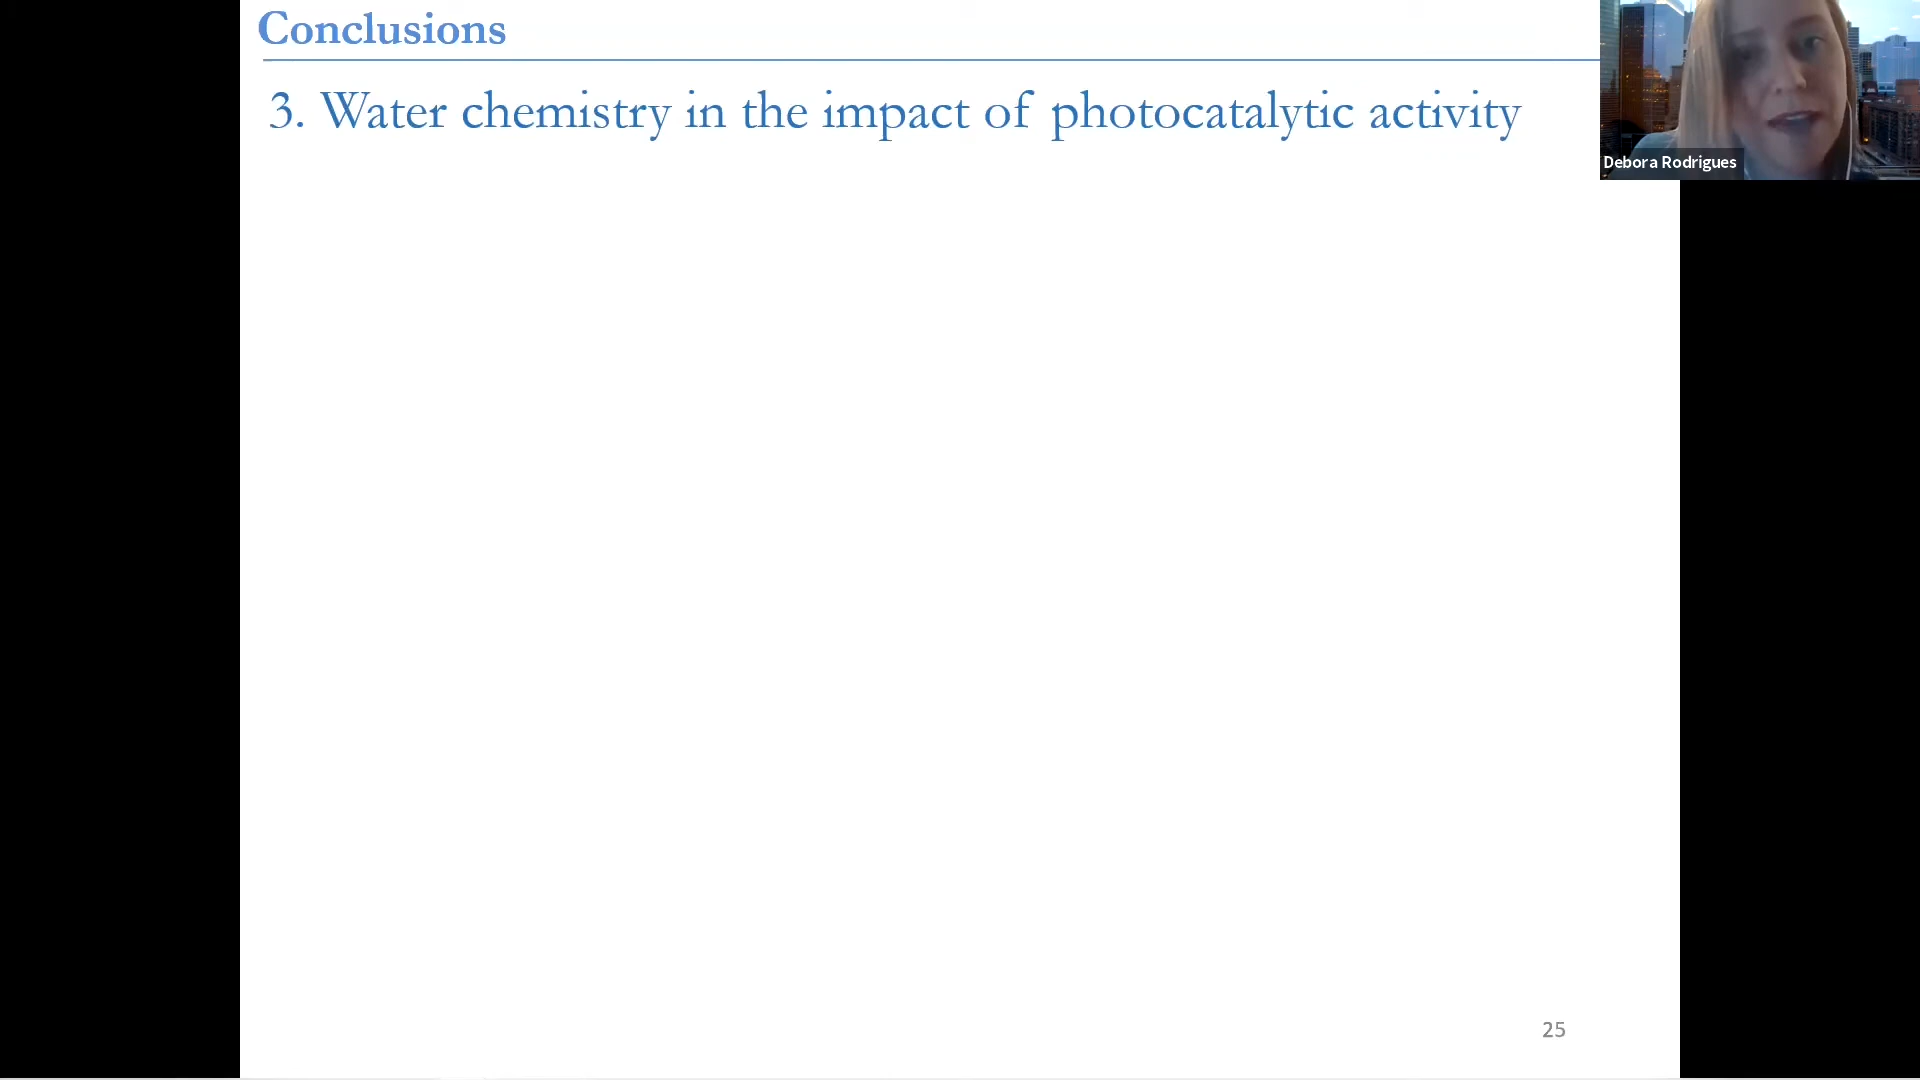 Conclusions
3. Water chemistry in the impact of photocatalytic activity
Debora Rodrigues
25